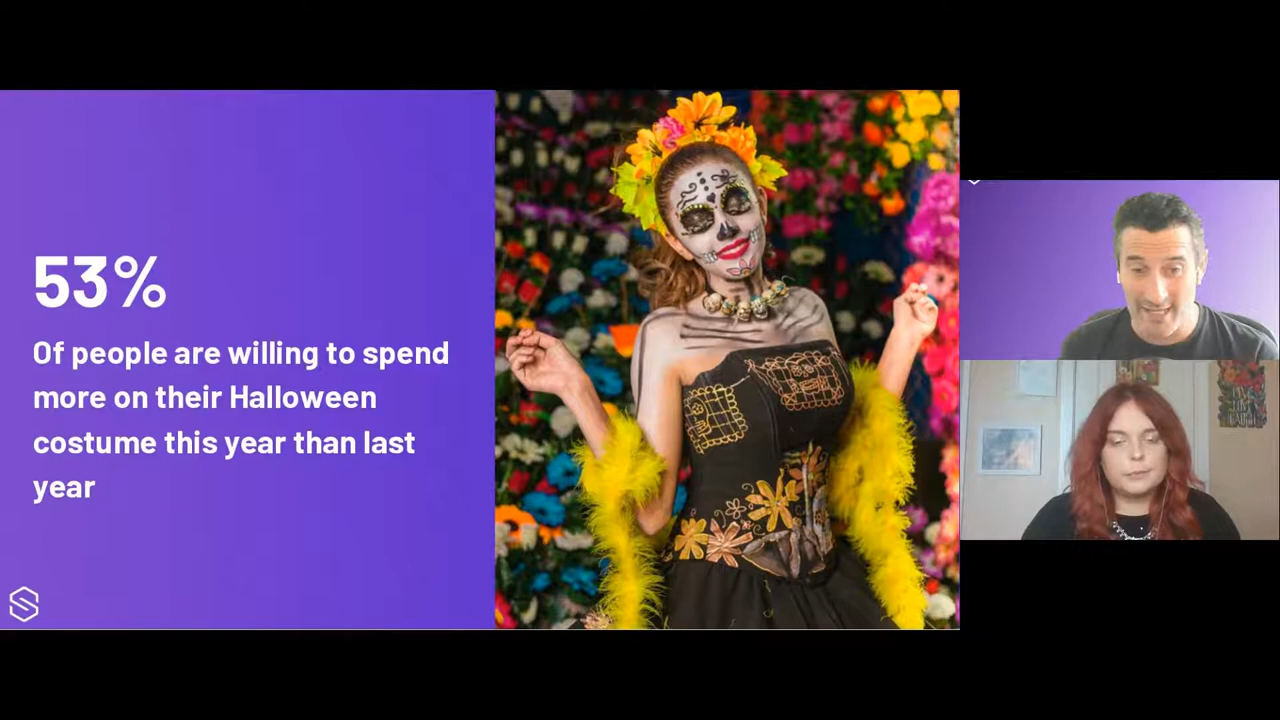 53%
Of people are willing to spend
more on their Halloween
costume this year than last
year